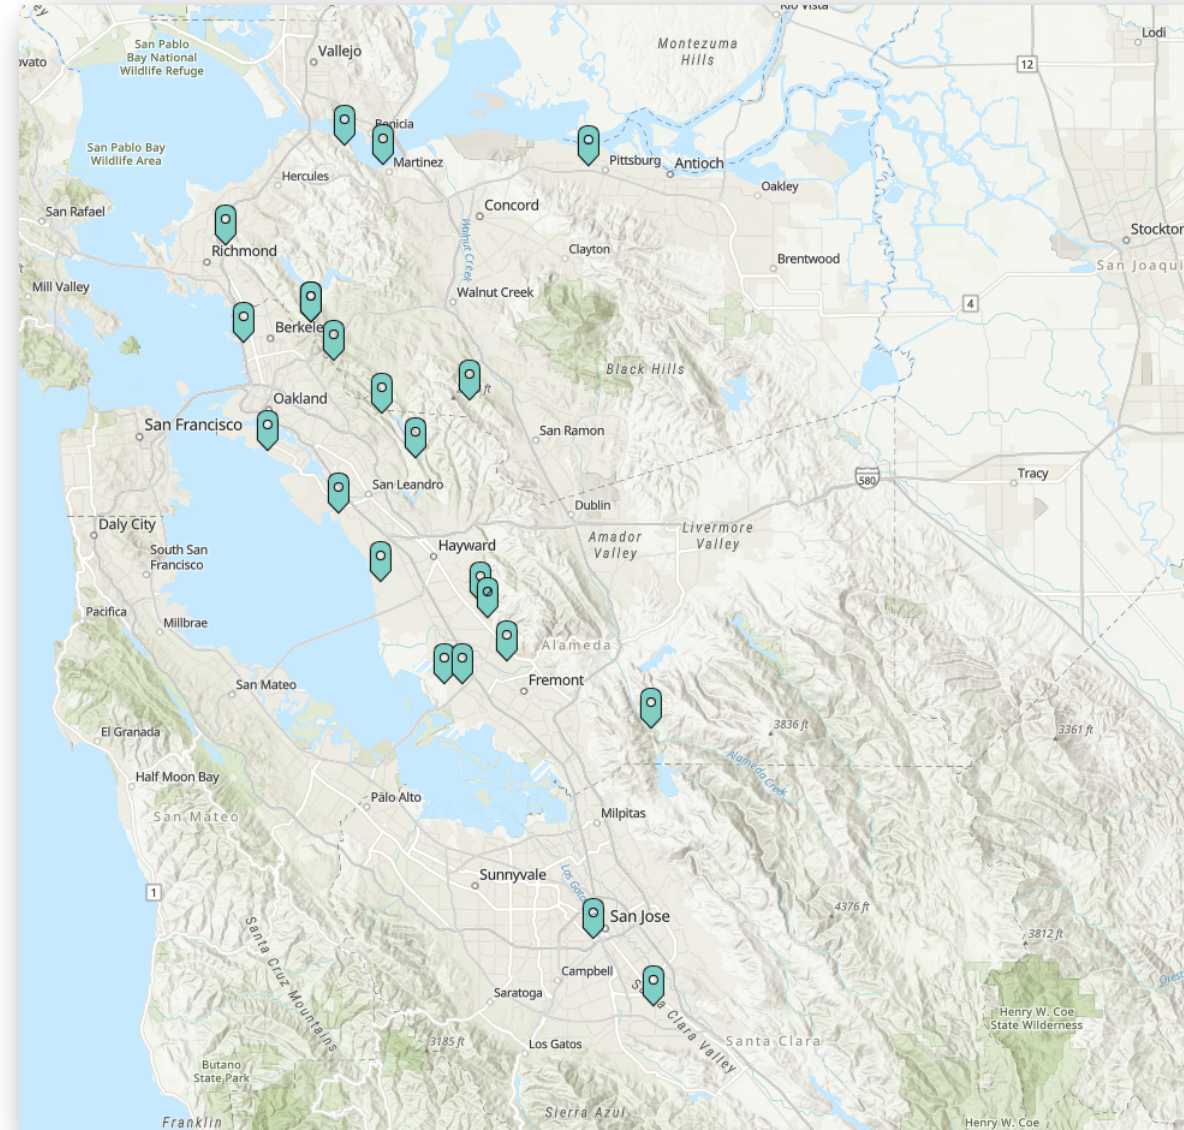 Rio Vista
Lodi
San Pablo
Bay National
Wildlife Refuge
Vallejo
Montezuma
Hills
12
ovato
Benicia
San Pablo Bay
Wildlife Area
Martinez
Pittsburg
Antioch
Hercules
Oakley
San Rafael
Concord
Stockton
Richmond
Walnut Creek
Clayton
Brentwood
San Joaqui
Mill Valley
Walnut Creek
4
Berkele
Black Hills
ft
Oakland
San Francisco
San Ramon
San Leandro
580
Tracy
Dublin
Daly City
Amador
Valley
Livermore
Valley
South San
Francisco
Hayward
Pacifica
Millbrae
Alameda
San Mateo
Fremont
El Granada
3836 ft
3361 ft
Half Moon Bay
Alameda Creek
Palo Alto
San Mateo
Milpitas
Sunnyvale
Los Gato
1
4376 ft
San Jose
Santa Cruz Mountains
3812 ft
Campbell
Saratoga
Santa Clara Valley
Henry W. Coe
State Wilderness
3185 ft
Los Gatos
Santa Clara
Butano
State Park
Sierra Azul
Franklin
Henry W. Coe